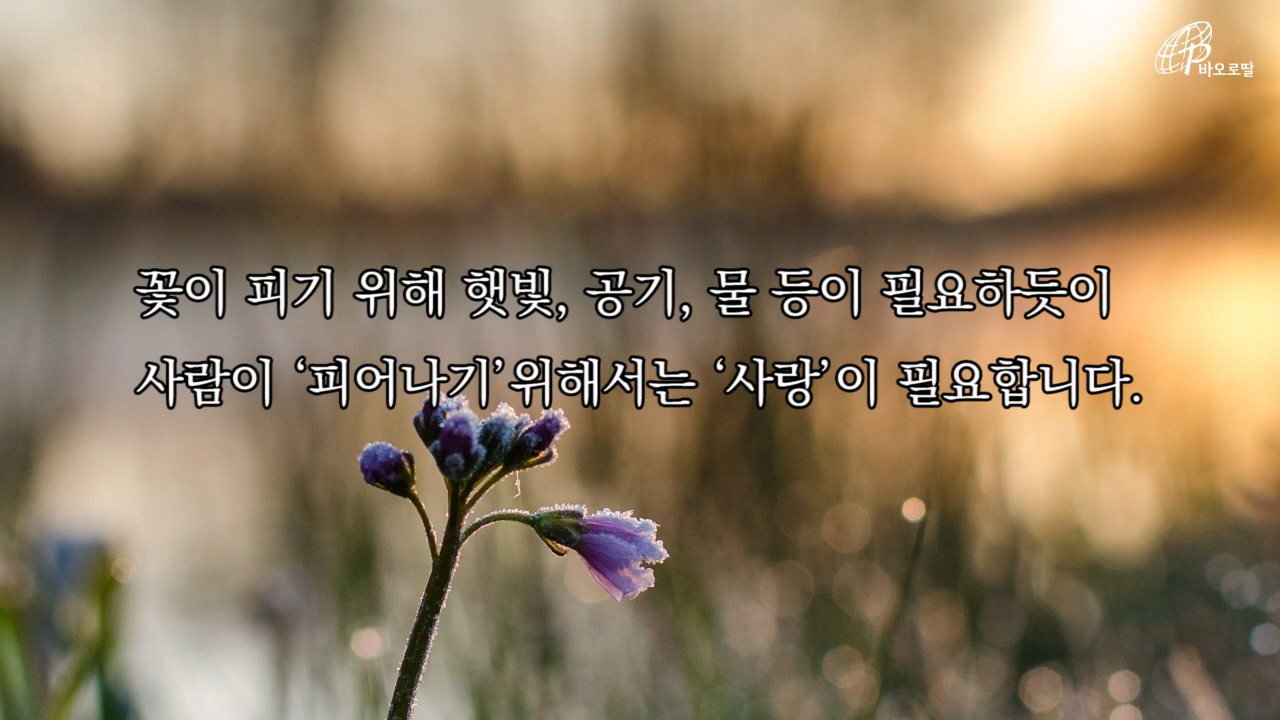 바오로딸
꽃이 피기 위해 햇빛, 공기, 물 등이 필요하듯이
사람이 ‘피어나기’위해서는 ‘사랑’이 필요합니다.